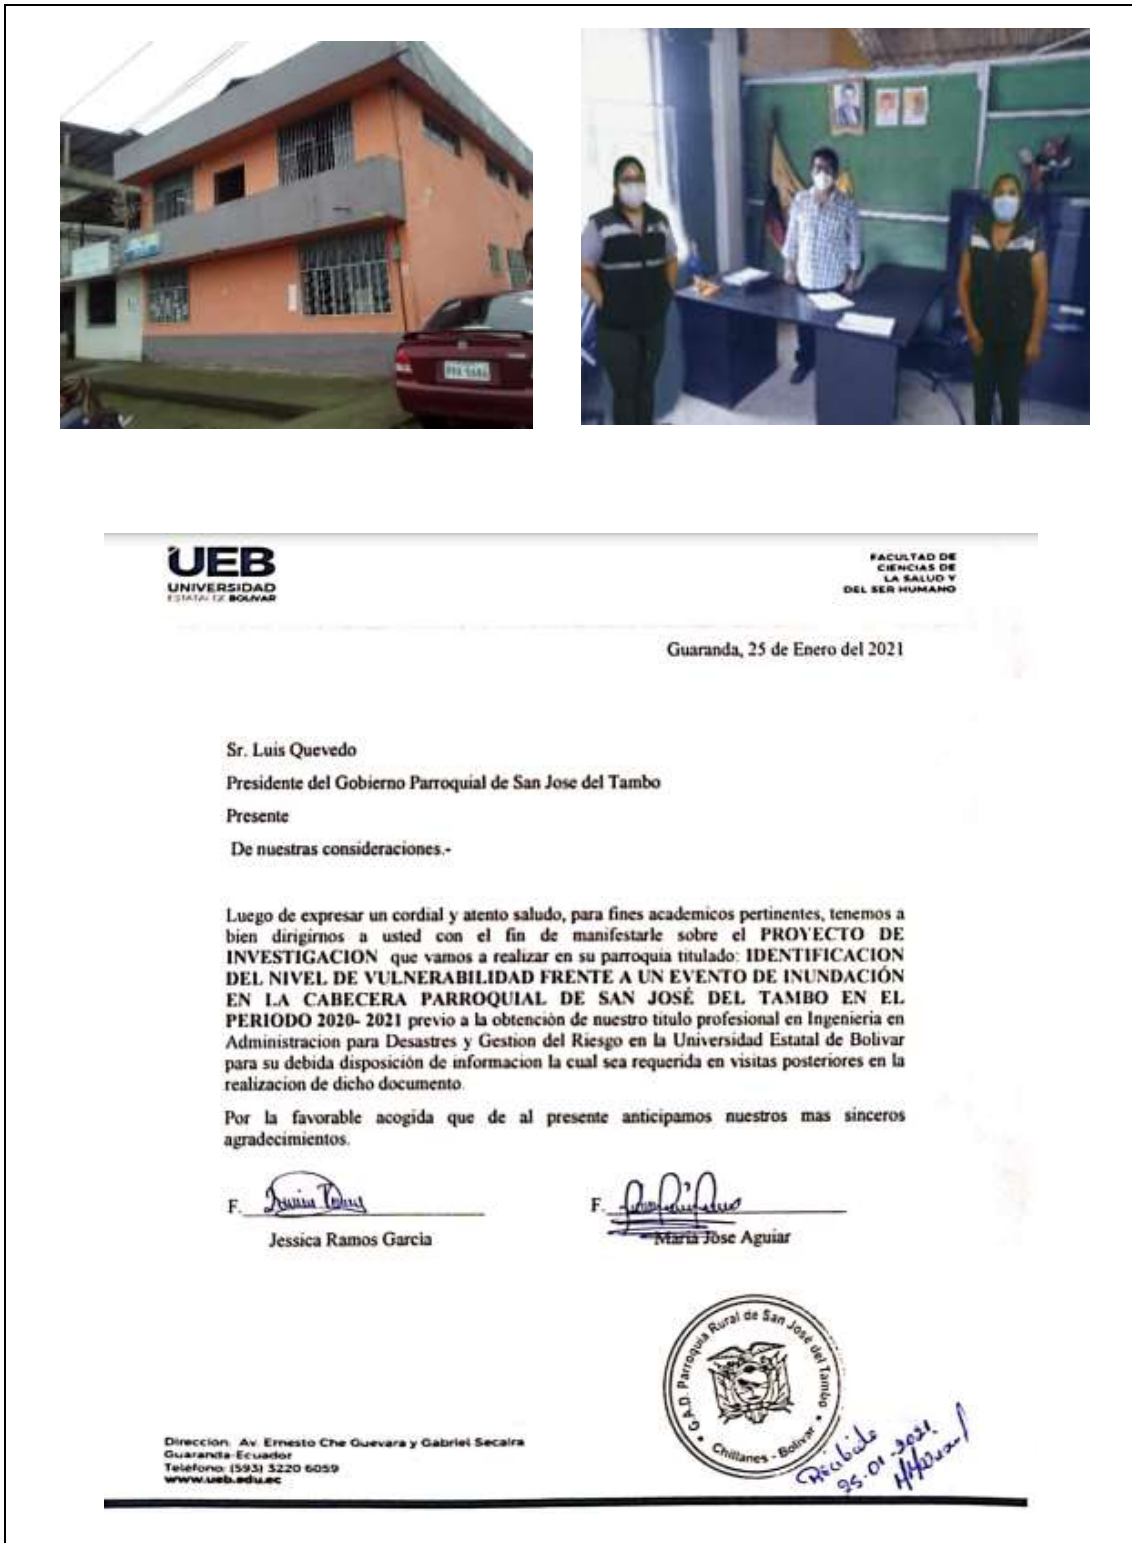 UEB
UNIVERSIDAD
ESTATAL DE BOLIVAR
FACULTAD DE
CIENCIAS DE
LA SALUD Y
DEL SER HUMANO
Guaranda, 25 de Enero del 2021
Sr. Luis Quevedo
Presidente del Gobierno Parroquial de San Jose del Tambo
Presente
De nuestras consideraciones.-
Luego de expresar un cordial y atento saludo, para fines academicos pertinentes, tenemos a
bien dirigirnos a usted con el fin de manifestarle sobre el PROYECTO DE
INVESTIGACION que vamos a realizar en su parroquia titulado: IDENTIFICACION
DEL NIVEL DE VULNERABILIDAD FRENTE A UN EVENTO DE INUNDACIÓN
EN LA CABECERA PARROQUIAL DE SAN JOSÉ DEL TAMBO EN EL
PERIODO 2020- 2021 previo a la obtención de nuestro titulo profesional en Ingenieria en
Administracion para Desastres y Gestion del Riesgo en la Universidad Estatal de Bolivar
para su debida disposición de informacion la cual sea requerida en visitas posteriores en la
realizacion de dicho documento.
Por la favorable acogida que de al presente anticipamos nuestros mas sinceros
agradecimientos.
F.
F.
Jessica Ramos Garcia
Maria Jose Aguiar
G.A.D. Parroquia Rural de San José del Tambo
Chillanes - Bolivar
Recibido
25-01-2021.
Direccion: Av. Ernesto Che Guevara y Gabriel Secaira
Guaranda-Ecuador
Teléfono: (593) 3220 6059
www.ueb.edu.ec